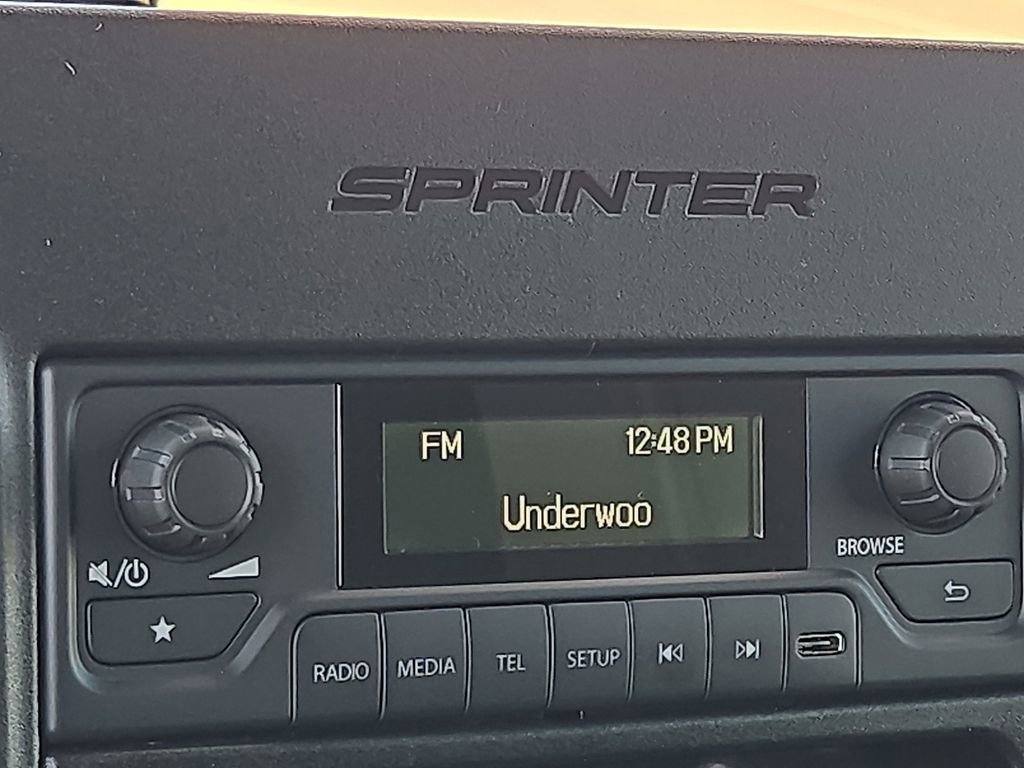 SPRINTER
FM 12:48 PM
Underwoo
BROWSE
RADIO MEDIA TEL SETUP